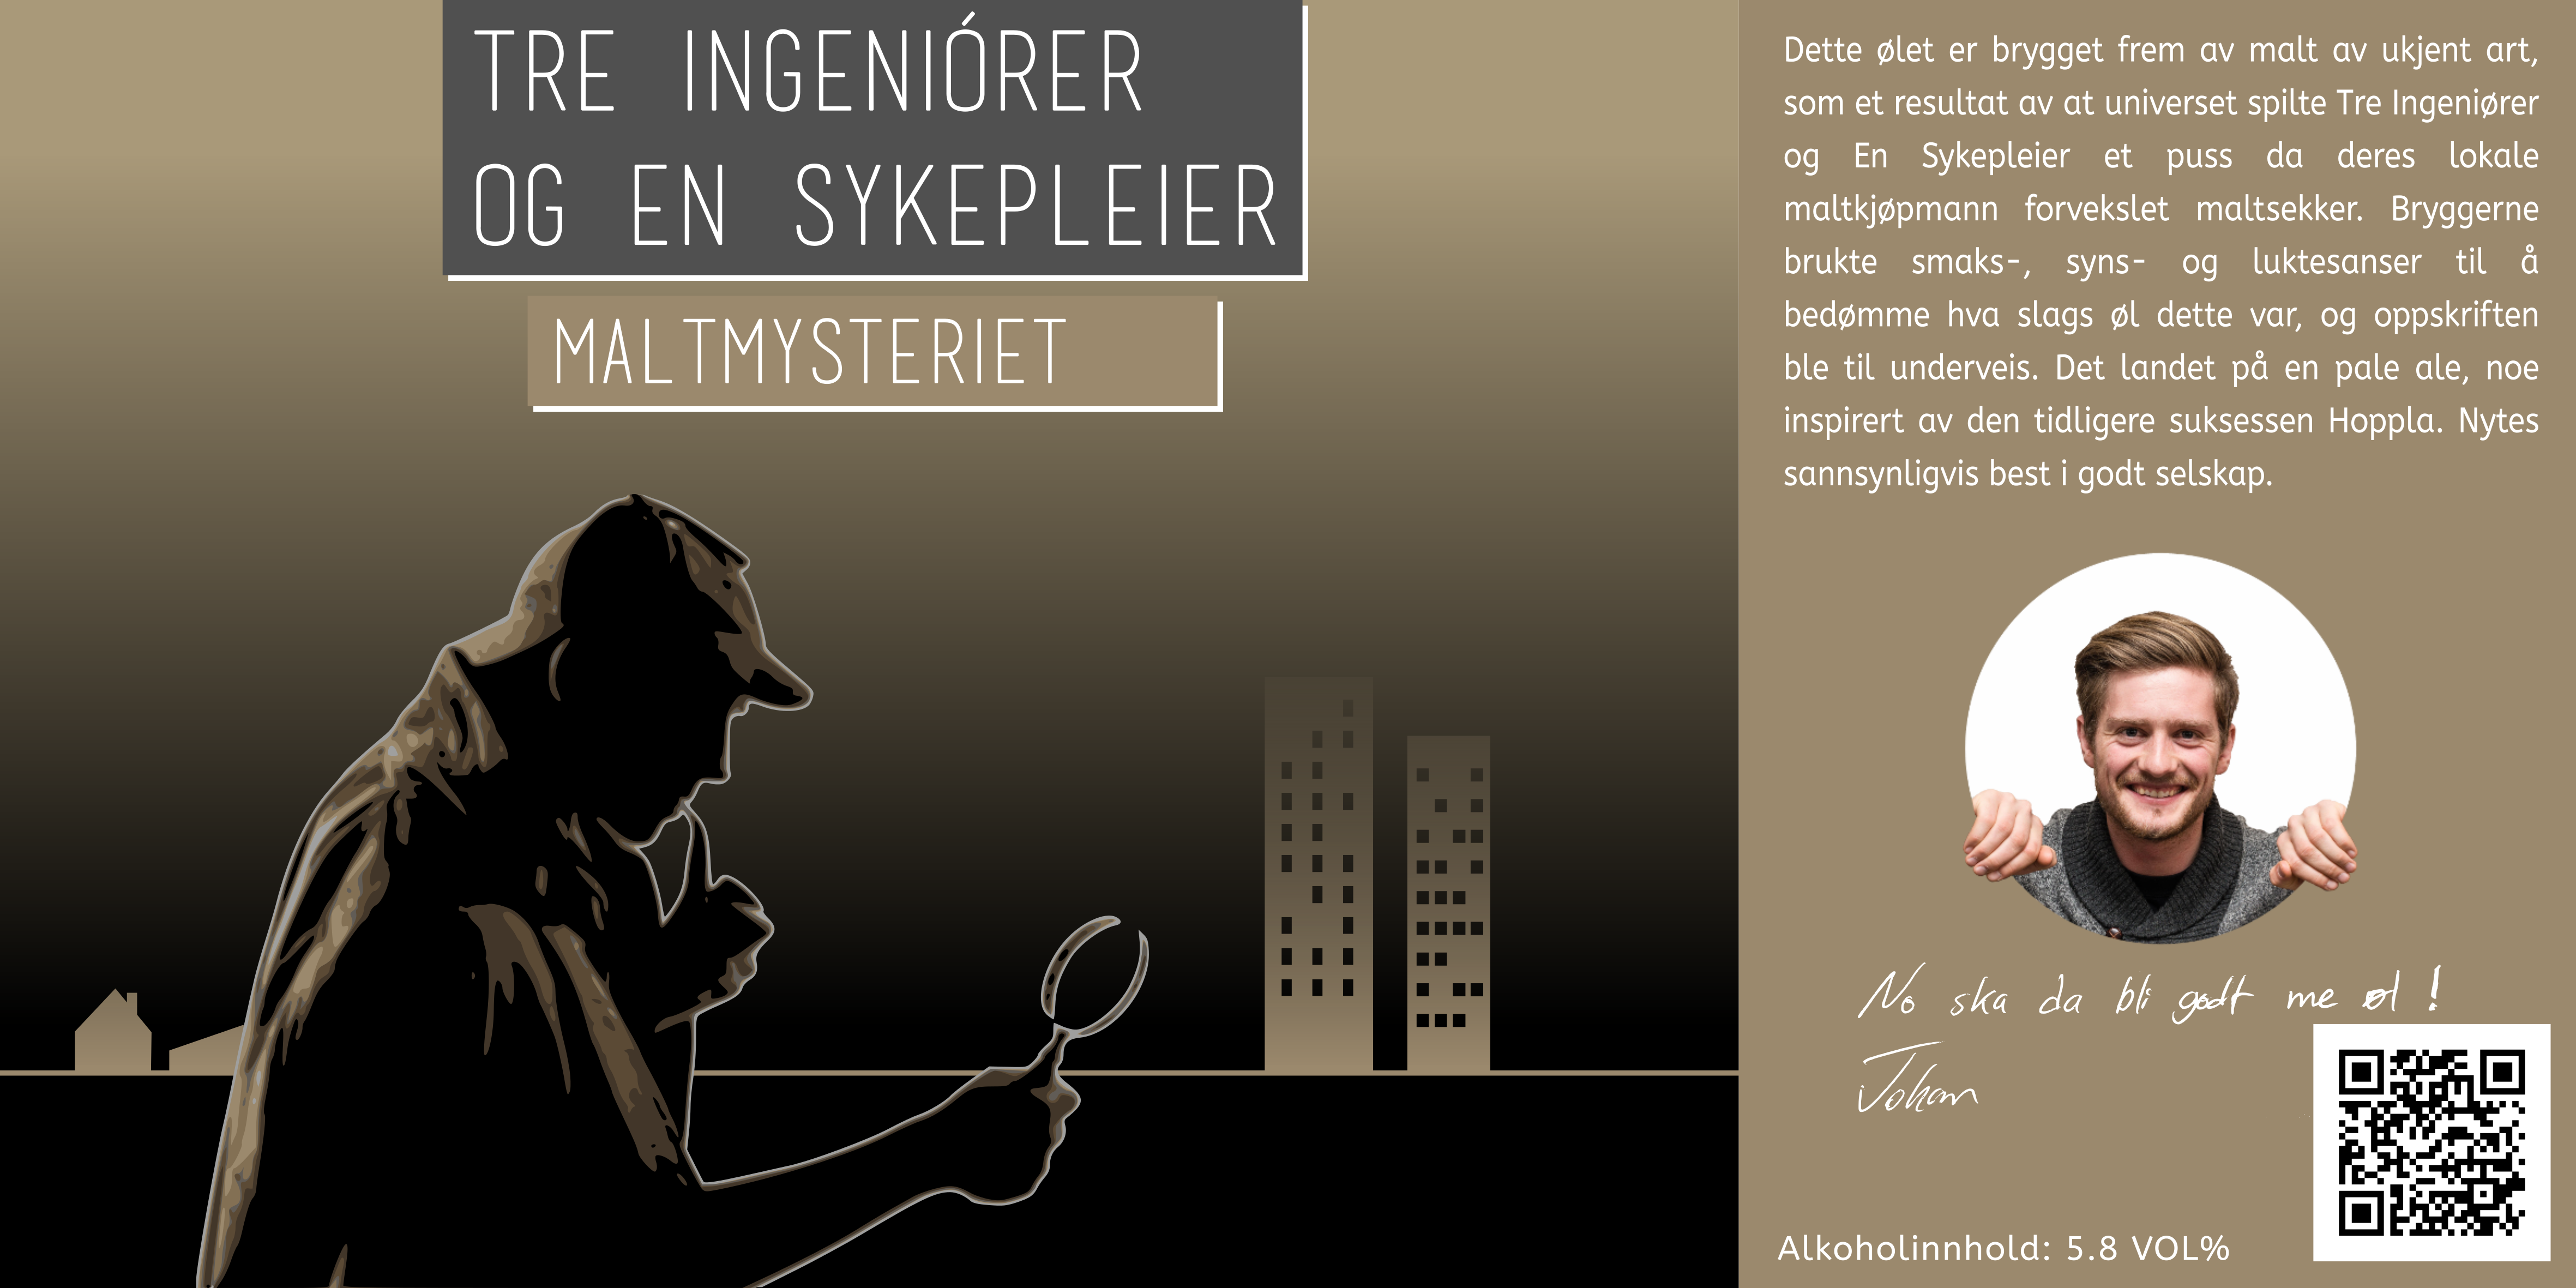 TRE INGENIÓRER
OG EN SYKEPLEIER
MALTMYSTERIET
Dette ølet er brygget frem av malt av ukjent art,
som et resultat av at universet spilte Tre Ingeniører
og En Sykepleier et puss da deres lokale
maltkjøpmann forvekslet maltsekker. Bryggerne
brukte smaks-, syns- og luktesanser til å
bedømme hva slags øl dette var, og oppskriften
ble til underveis. Det landet på en pale ale, noe
inspirert av den tidligere suksessen Hoppla. Nytes
sannsynligvis best i godt selskap.
No ska da bli godt me øl !
Johan
Alkoholinnhold: 5.8 VOL%